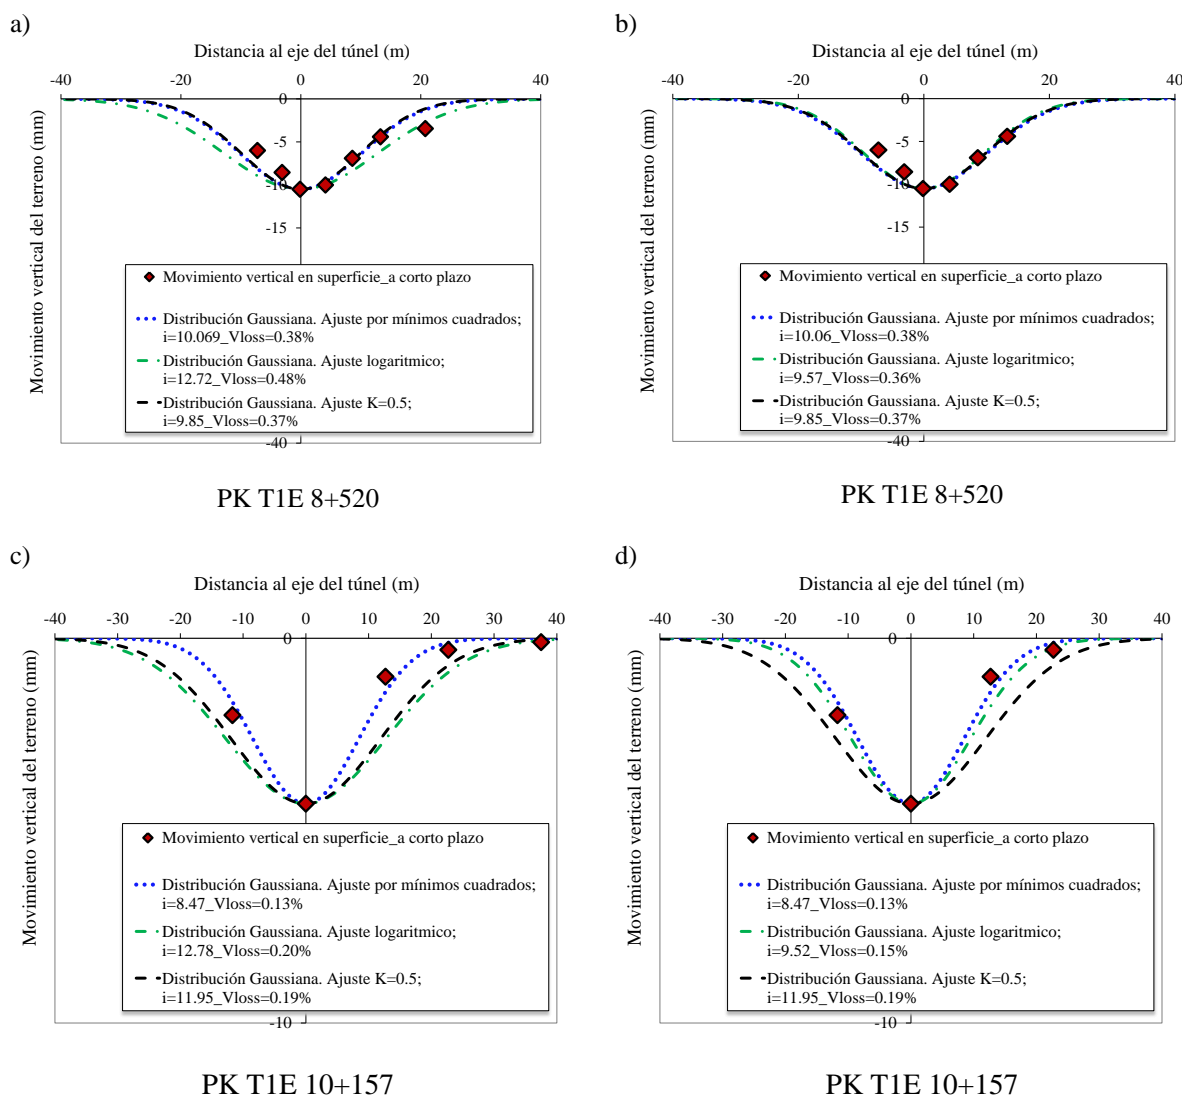 a)
Distancia al eje del túnel (m)
-40 -20 0 20 40
0
-5
-10
-15
-40
Movimiento vertical del terreno (mm)
Movimiento vertical en superficie_a corto plazo
Distribución Gaussiana. Ajuste por mínimos cuadrados;
i=10.069_Vloss=0.38%
Distribución Gaussiana. Ajuste logaritmico;
i=12.72_Vloss=0.48%
Distribución Gaussiana. Ajuste K=0.5;
i=9.85_Vloss=0.37%
PK T1E 8+520
b)
Distancia al eje del túnel (m)
-40 -20 0 20 40
0
-5
-10
-15
-40
Movimiento vertical del terreno (mm)
Movimiento vertical en superficie_a corto plazo
Distribución Gaussiana. Ajuste por mínimos cuadrados;
i=10.06_Vloss=0.38%
Distribución Gaussiana. Ajuste logaritmico;
i=9.57_Vloss=0.36%
Distribución Gaussiana. Ajuste K=0.5;
i=9.85_Vloss=0.37%
PK T1E 8+520
c)
Distancia al eje del túnel (m)
-40 -30 -20 -10 0 10 20 30 40
0
-10
Movimiento vertical del terreno (mm)
Movimiento vertical en superficie_a corto plazo
Distribución Gaussiana. Ajuste por mínimos cuadrados;
i=8.47_Vloss=0.13%
Distribución Gaussiana. Ajuste logaritmico;
i=12.78_Vloss=0.20%
Distribución Gaussiana. Ajuste K=0.5;
i=11.95_Vloss=0.19%
PK T1E 10+157
d)
Distancia al eje del túnel (m)
-40 -30 -20 -10 0 10 20 30 40
0
-10
Movimiento vertical del terreno (mm)
Movimiento vertical en superficie_a corto plazo
Distribución Gaussiana. Ajuste por mínimos cuadrados;
i=8.47_Vloss=0.13%
Distribución Gaussiana. Ajuste logaritmico;
i=9.52_Vloss=0.15%
Distribución Gaussiana. Ajuste K=0.5;
i=11.95_Vloss=0.19%
PK T1E 10+157